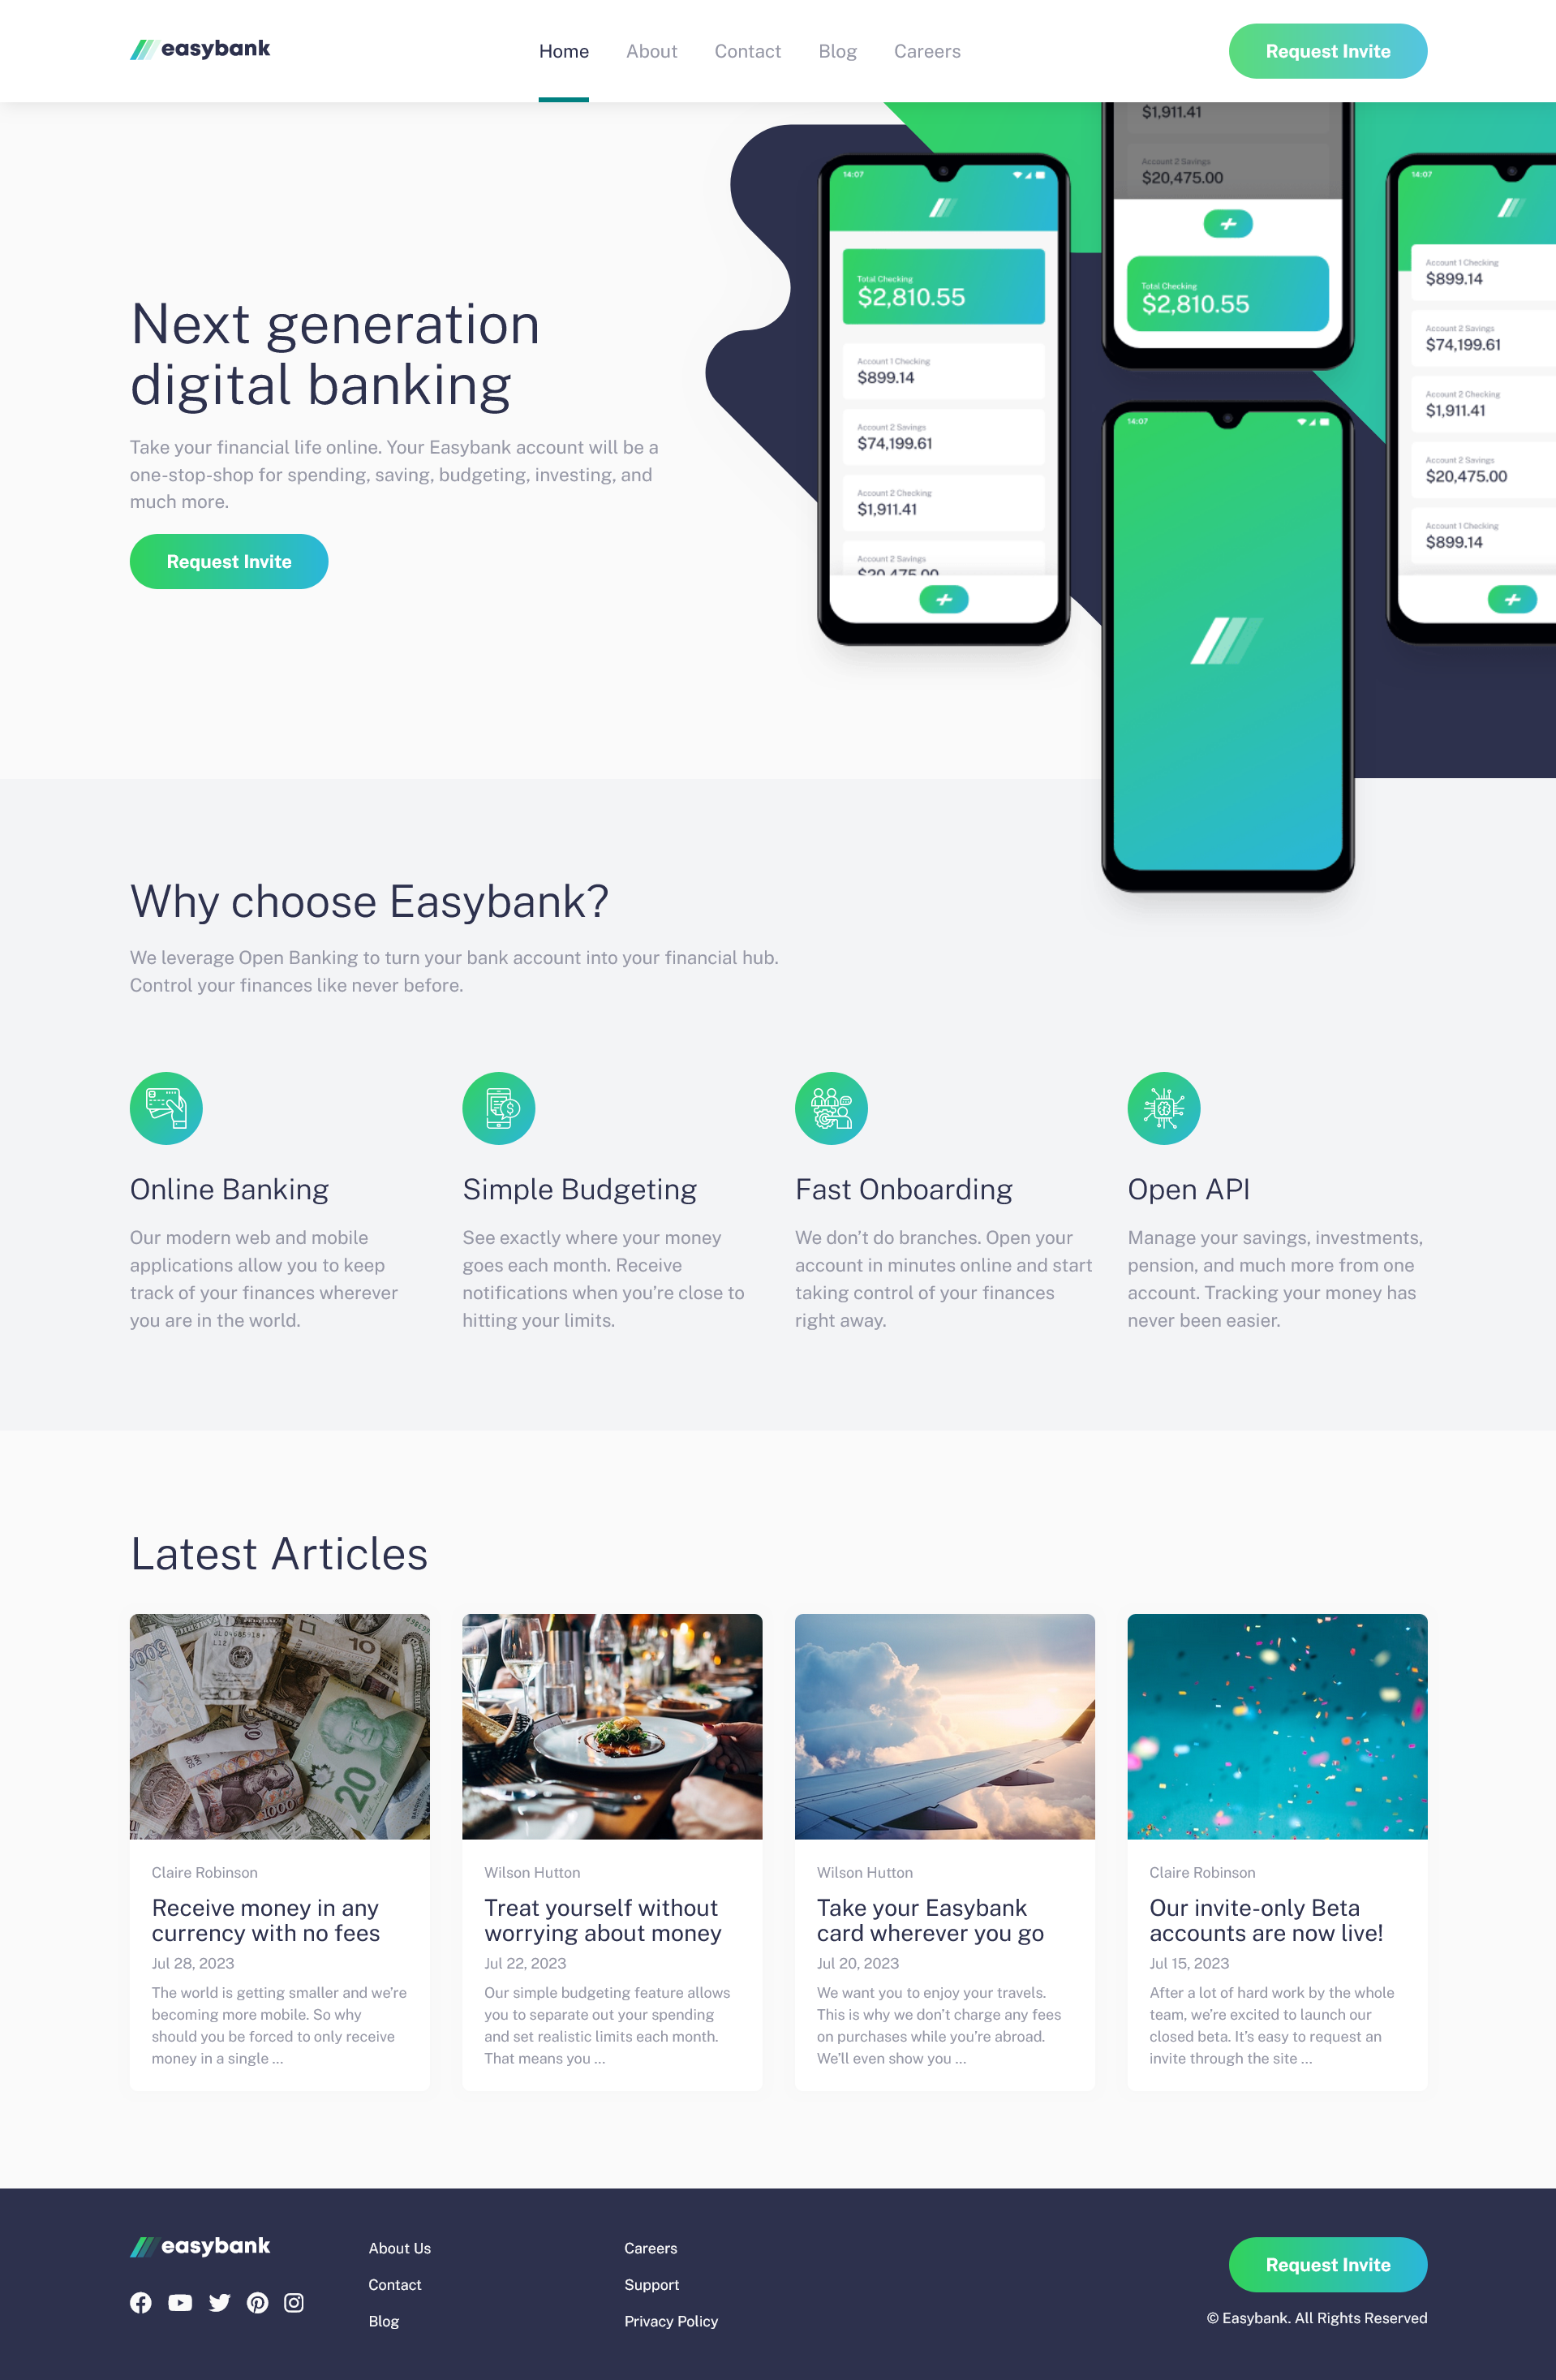 easybank
Home
About
Contact
Blog
Careers
Request Invite
Next generation
digital banking
Take your financial life online. Your Easybank account will be a
one-stop-shop for spending, saving, budgeting, investing, and
much more.
Request Invite
14:07
Total Checking
$2,810.55
Account 1 Checking
$899.14
Account 2 Savings
$74,199.61
Account 2 Checking
$1,911.41
Account 2 Savings
$20,475.00
$1,911.41
Account 2 Savings
$20,475.00
Total Checking
$2,810.55
14:07
14:07
Account 1 Checking
$899.14
Account 2 Savings
$74,199.61
Account 2 Checking
$1,911.41
Account 2 Savings
$20,475.00
Account 1 Checking
$899.14
Why choose Easybank?
We leverage Open Banking to turn your bank account into your financial hub.
Control your finances like never before.
Online Banking
Our modern web and mobile
applications allow you to keep
track of your finances wherever
you are in the world.
Simple Budgeting
See exactly where your money
goes each month. Receive
notifications when you’re close to
hitting your limits.
Fast Onboarding
We don’t do branches. Open your
account in minutes online and start
taking control of your finances
right away.
Open API
Manage your savings, investments,
pension, and much more from one
account. Tracking your money has
never been easier.
Latest Articles
Claire Robinson
Receive money in any
currency with no fees
Jul 28, 2023
The world is getting smaller and we’re
becoming more mobile. So why
should you be forced to only receive
money in a single …
Wilson Hutton
Treat yourself without
worrying about money
Jul 22, 2023
Our simple budgeting feature allows
you to separate out your spending
and set realistic limits each month.
That means you …
Wilson Hutton
Take your Easybank
card wherever you go
Jul 20, 2023
We want you to enjoy your travels.
This is why we don’t charge any fees
on purchases while you’re abroad.
We’ll even show you …
Claire Robinson
Our invite-only Beta
accounts are now live!
Jul 15, 2023
After a lot of hard work by the whole
team, we’re excited to launch our
closed beta. It’s easy to request an
invite through the site …
easybank
About Us
Contact
Blog
Careers
Support
Privacy Policy
Request Invite
© Easybank. All Rights Reserved